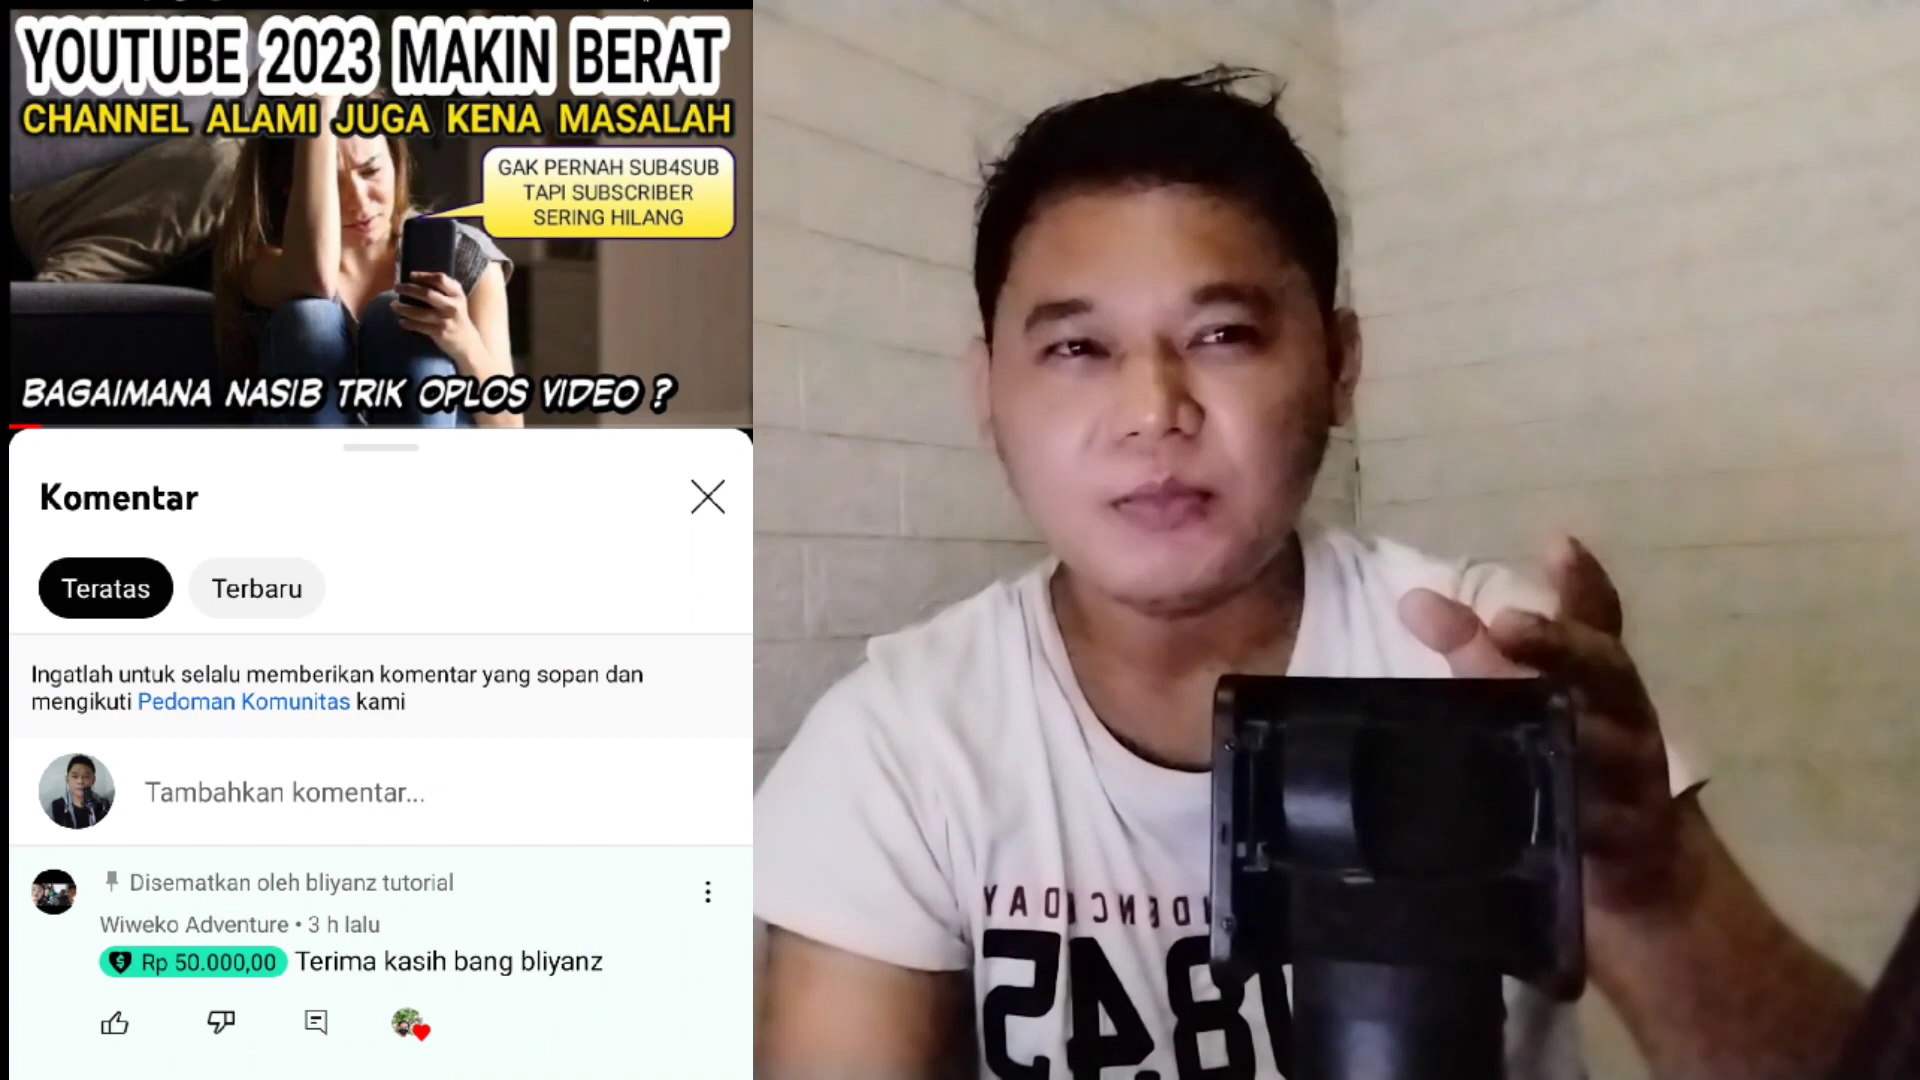 YOUTUBE 2023 MAKIN BERAT
CHANNEL ALAMI JUGA KENA MASALAH
GAK PERNAH SUB4SUB
TAPI SUBSCRIBER
SERING HILANG
BAGAIMANA NASIB TRIK OPLOS VIDEO ?
Komentar
Teratas
Terbaru
Ingatlah untuk selalu memberikan komentar yang sopan dan
mengikuti Pedoman Komunitas kami
Tambahkan komentar...
Disematkan oleh bliyanz tutorial
Wiweko Adventure • 3 h lalu
Rp 50.000,00 Terima kasih bang bliyanz